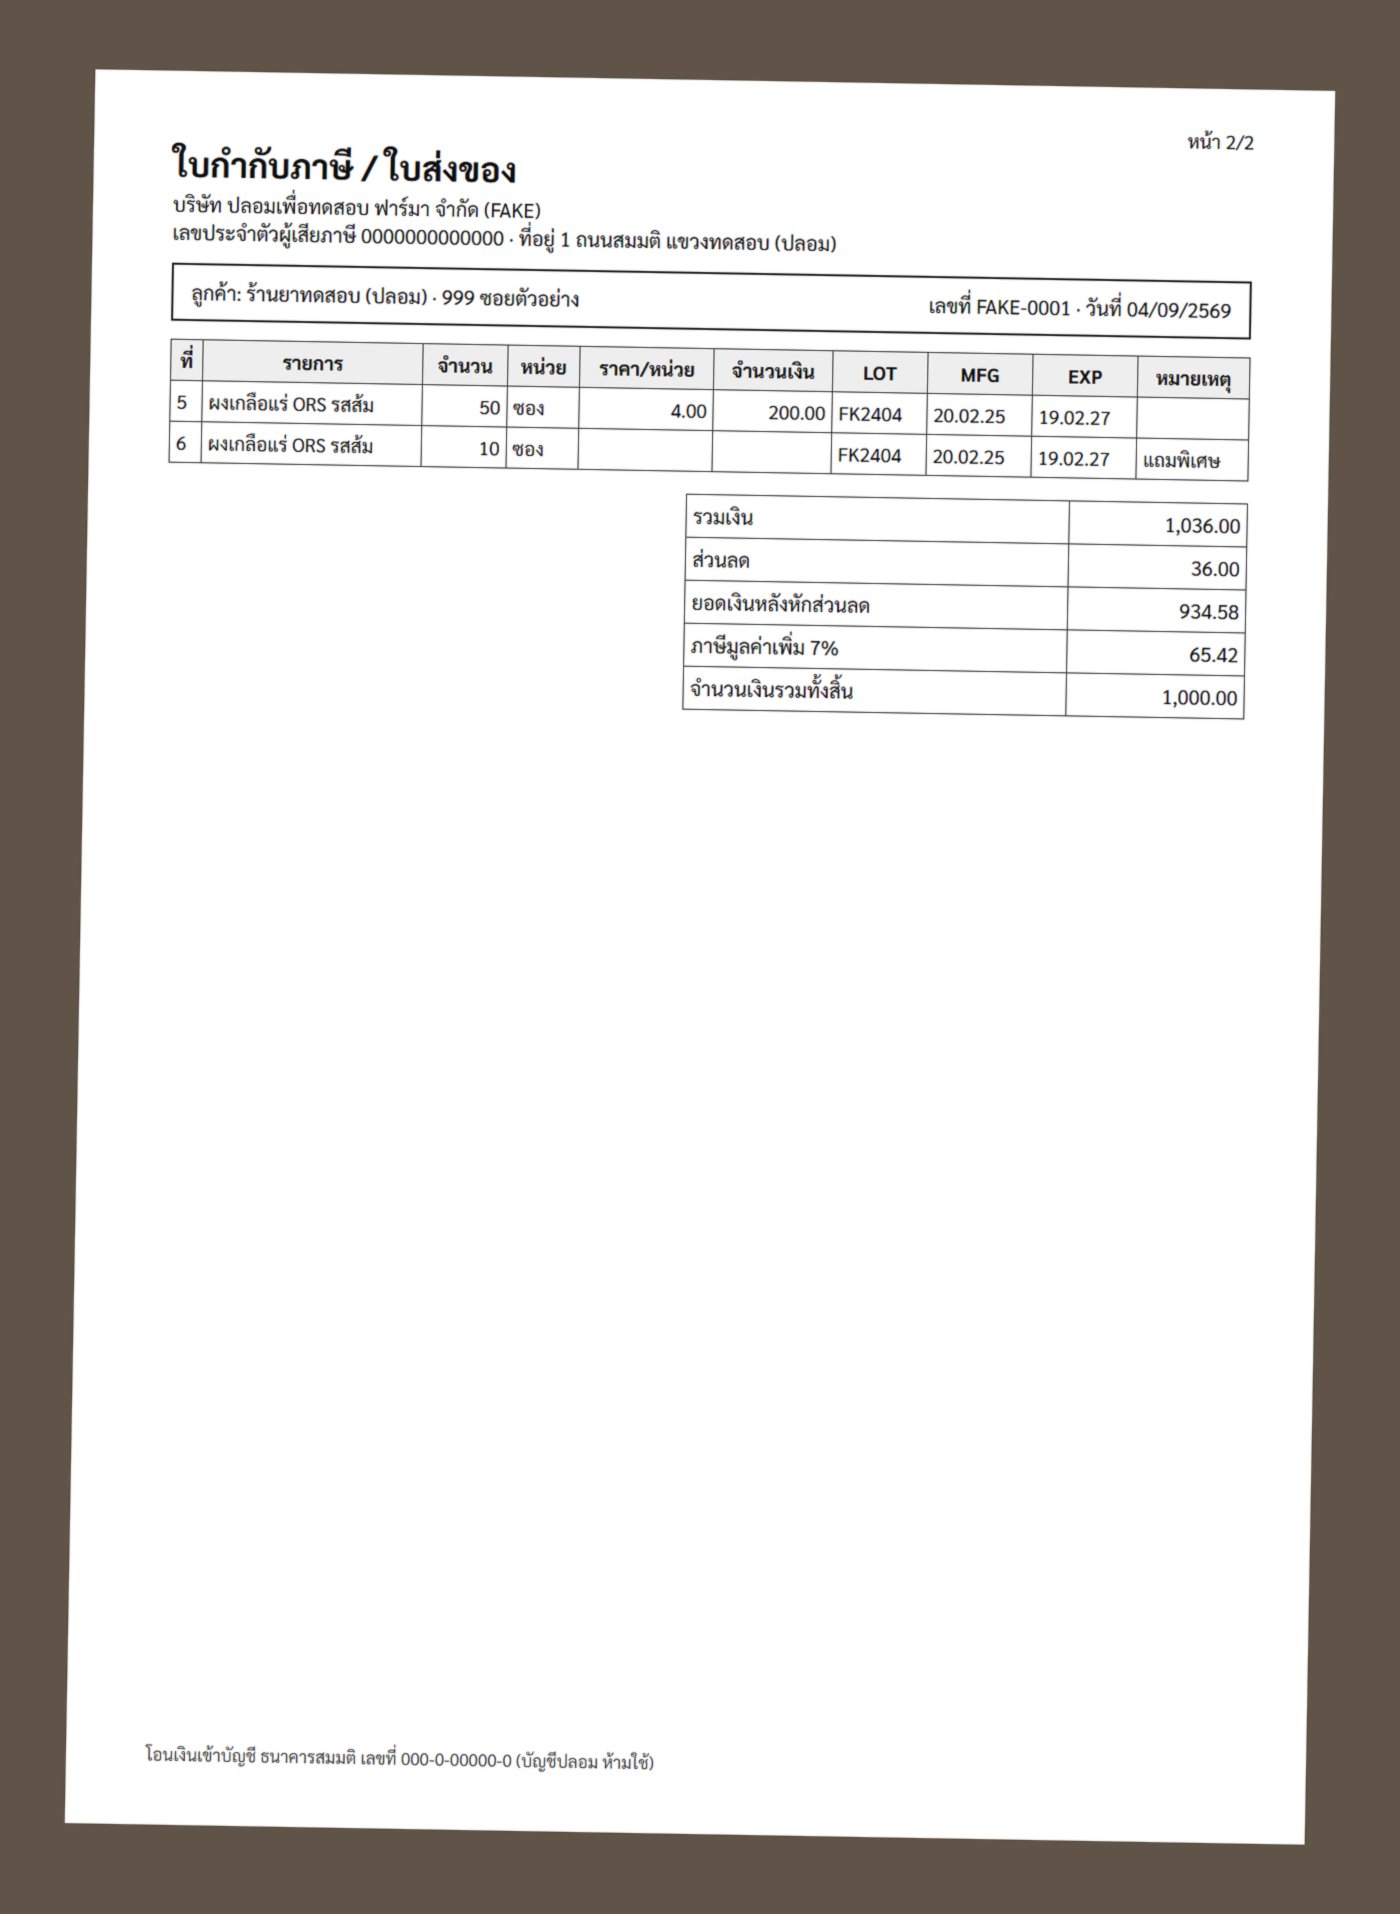 หน้า 2/2
ใบกำกับภาษี / ใบส่งของ
บริษัท ปลอมเพื่อทดสอบ ฟาร์มา จำกัด (FAKE)
เลขประจำตัวผู้เสียภาษี 0000000000000 · ที่อยู่ 1 ถนนสมมติ แขวงทดสอบ (ปลอม)
ลูกค้า: ร้านยาทดสอบ (ปลอม) · 999 ซอยตัวอย่าง เลขที่ FAKE-0001 · วันที่ 04/09/2569
ที่ รายการ จำนวน หน่วย ราคา/หน่วย จำนวนเงิน LOT MFG EXP หมายเหตุ
5 ผงเกลือแร่ ORS รสส้ม 50 ซอง 4.00 200.00 FK2404 20.02.25 19.02.27
6 ผงเกลือแร่ ORS รสส้ม 10 ซอง FK2404 20.02.25 19.02.27 แถมพิเศษ
รวมเงิน 1,036.00
ส่วนลด 36.00
ยอดเงินหลังหักส่วนลด 934.58
ภาษีมูลค่าเพิ่ม 7% 65.42
จำนวนเงินรวมทั้งสิ้น 1,000.00
โอนเงินเข้าบัญชี ธนาคารสมมติ เลขที่ 000-0-00000-0 (บัญชีปลอม ห้ามใช้)